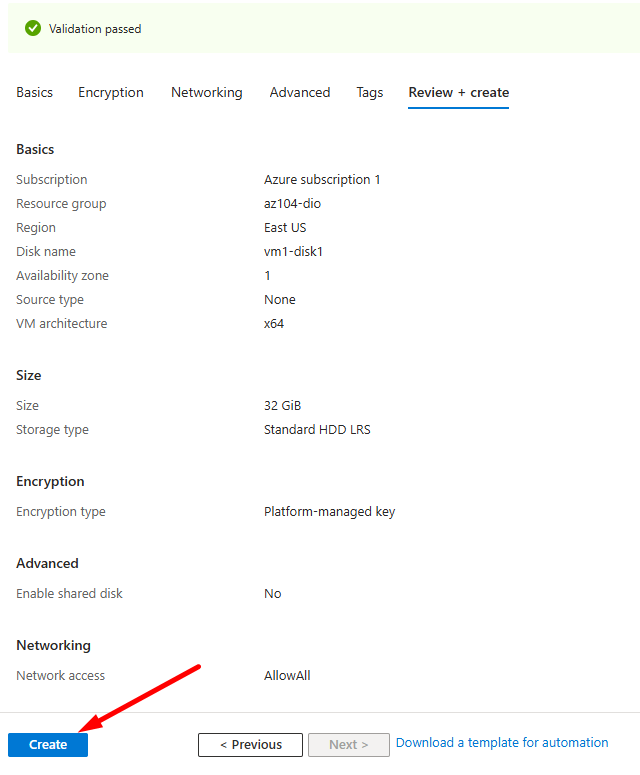 Validation passed
Basics Encryption Networking Advanced Tags Review + create
Basics
Subscription Azure subscription 1
Resource group az104-dio
Region East US
Disk name vm1-disk1
Availability zone 1
Source type None
VM architecture x64
Size
Size 32 GiB
Storage type Standard HDD LRS
Encryption
Encryption type Platform-managed key
Advanced
Enable shared disk No
Networking
Network access AllowAll
Create < Previous Next > Download a template for automation